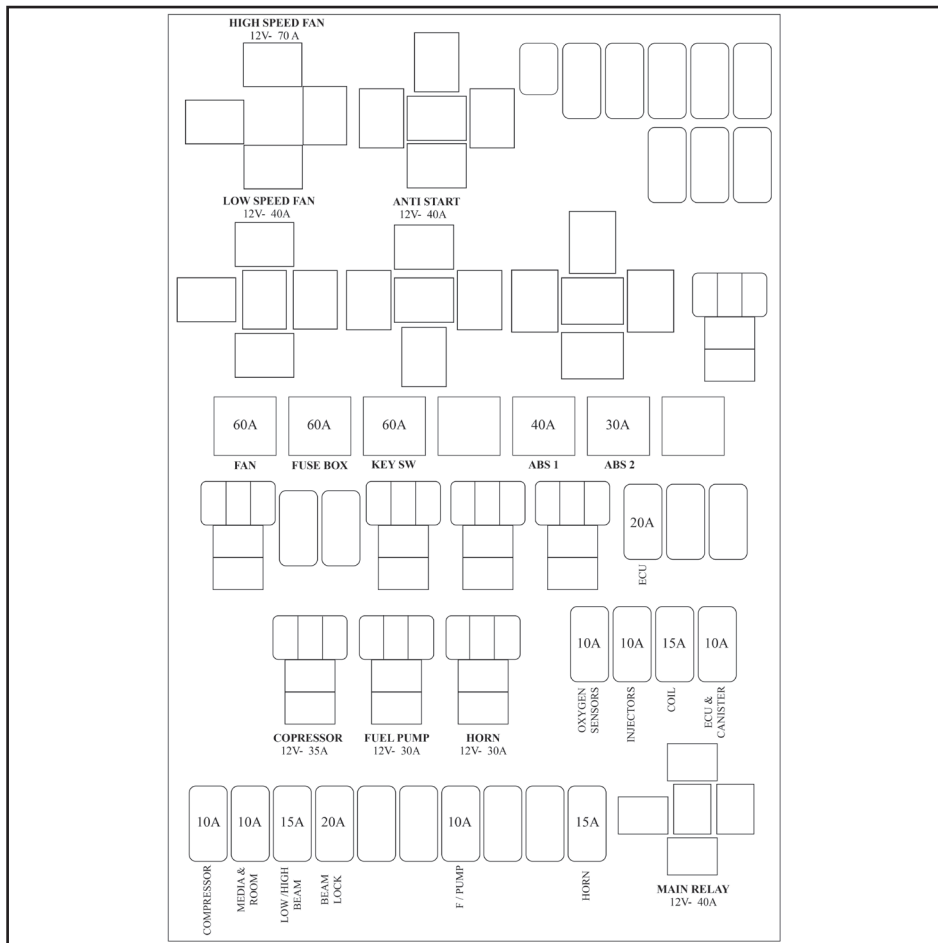 HIGH SPEED FAN
12V- 70 A
LOW SPEED FAN
12V- 40A
ANTI START
12V- 40A
60A
60A
60A
40A
30A
FAN
FUSE BOX
KEY SW
ABS 1
ABS 2
20A
ECU
10A
10A
15A
10A
OXYGEN
SENSORS
INJECTORS
COIL
ECU &
CANISTER
COPRESSOR
12V- 35A
FUEL PUMP
12V- 30A
HORN
12V- 30A
10A
10A
15A
20A
10A
15A
COMPRESSOR
MEDIA &
ROOM
LOW /HIGH
BEAM
BEAM
LOCK
F / PUMP
HORN
MAIN RELAY
12V- 40A